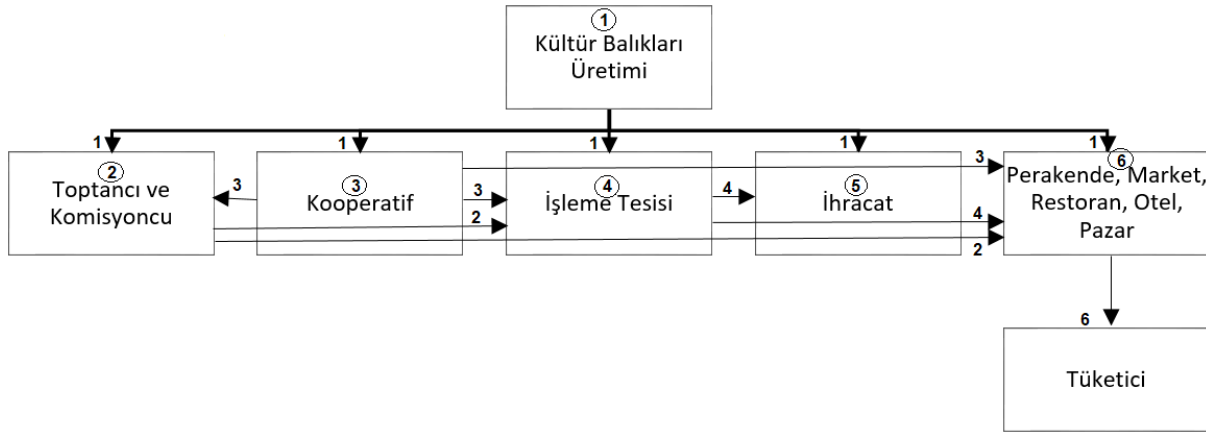 1
Kültür Balıkları
Üretimi
1 1 1 1 1
2
Toptancı ve
Komisyoncu
3
3
Kooperatif
3
2
4
İşleme Tesisi
4
5
İhracat
3
4
2
6
Perakende, Market,
Restoran, Otel,
Pazar
6
Tüketici